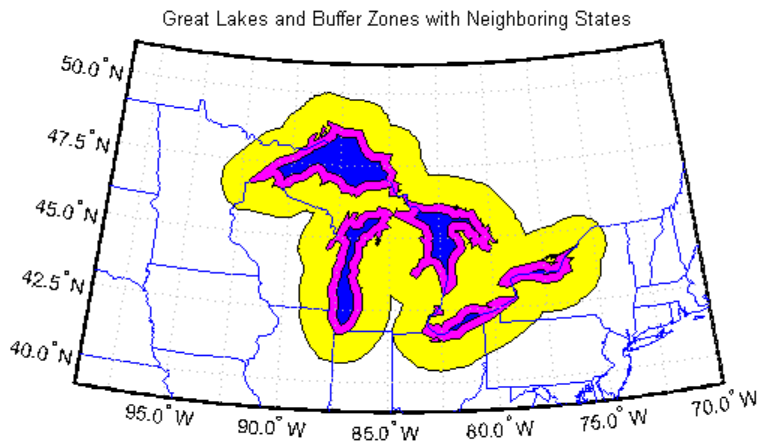 Great Lakes and Buffer Zones with Neighboring States
50.0° N
47.5° N
45.0° N
42.5° N
40.0° N
95.0° W
90.0° W
85.0° W
80.0° W
75.0° W
70.0° W